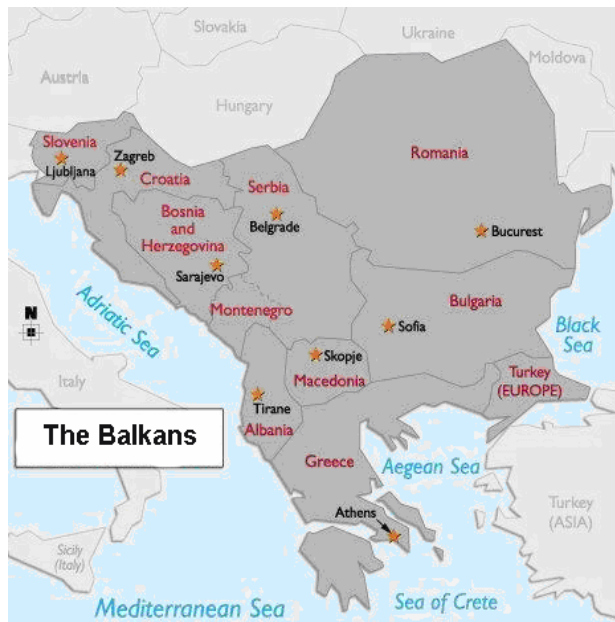 Slovakia
Ukraine
Moldova
Austria
Hungary
Slovenia
Ljubljana
Zagreb
Croatia
Romania
Serbia
Belgrade
Bosnia
and
Herzegovina
Sarajevo
Bucurest
Montenegro
Bulgaria
Sofia
Adriatic Sea
N
Black
Sea
Skopje
Macedonia
Turkey
(EUROPE)
Italy
Tirane
Albania
The Balkans
Greece
Aegean Sea
Turkey
(ASIA)
Athens
Sicily
(Italy)
Mediterranean Sea
Sea of Crete